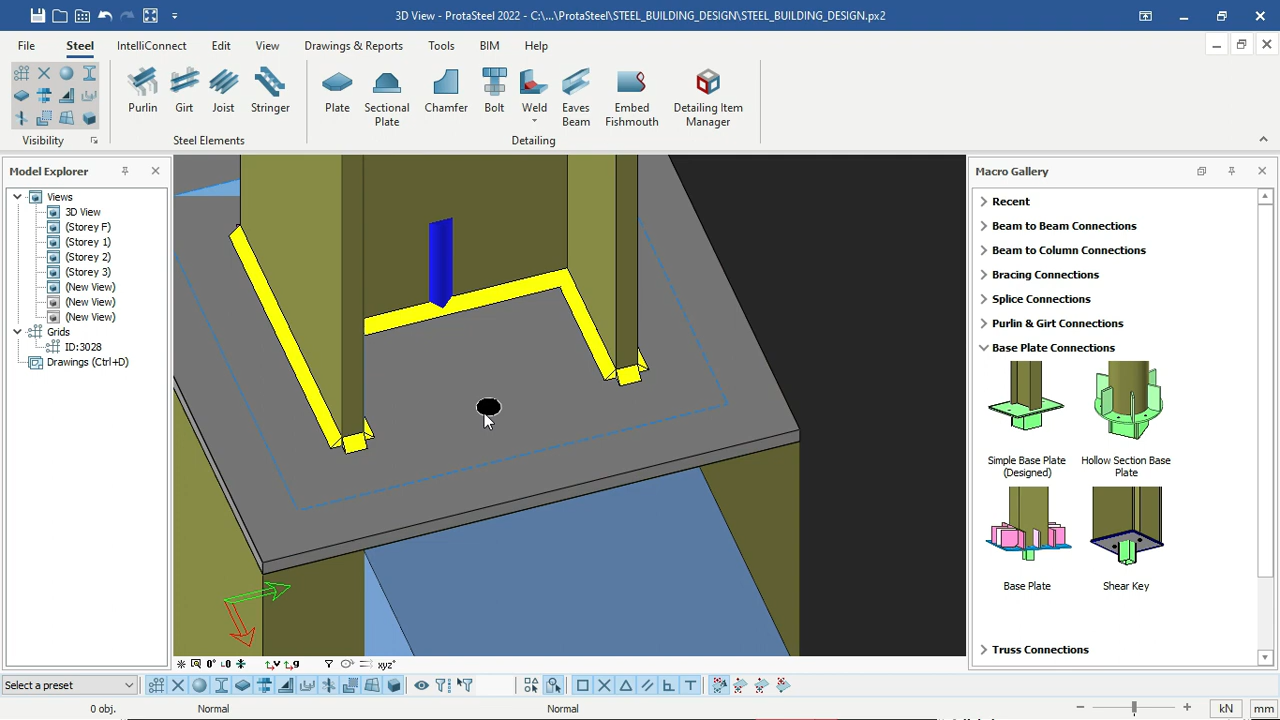 3D View - ProtaSteel 2022 - C:\...\ProtaSteel\STEEL_BUILDING_DESIGN\STEEL_BUILDING_DESIGN.px2
File Steel IntelliConnect Edit View Drawings & Reports Tools BIM Help
Purlin Girt Joist Stringer Plate Sectional Plate Chamfer Bolt Weld Eaves Beam Embed Fishmouth Detailing Item Manager
Visibility Steel Elements Detailing
Model Explorer
Views
3D View
(Storey F)
(Storey 1)
(Storey 2)
(Storey 3)
(New View)
(New View)
(New View)
Grids
ID:3028
Drawings (Ctrl+D)
Macro Gallery
Recent
Beam to Beam Connections
Beam to Column Connections
Bracing Connections
Splice Connections
Purlin & Girt Connections
Base Plate Connections
Simple Base Plate (Designed)
Hollow Section Base Plate
Base Plate
Shear Key
Truss Connections
xyz°
Select a preset
0 obj. Normal Normal kN mm